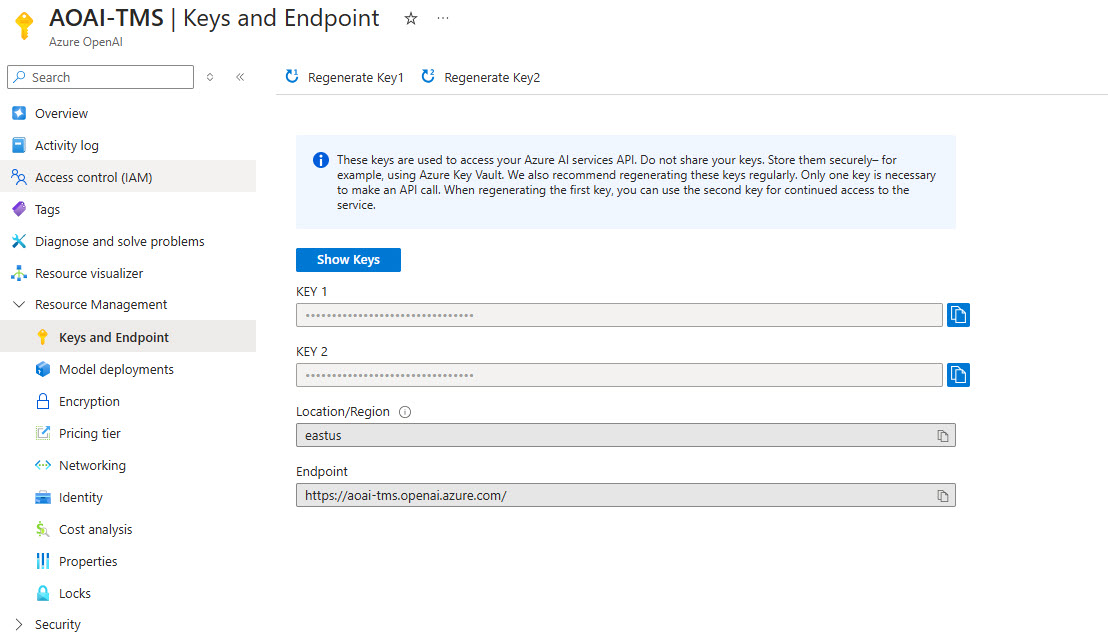 AOAI-TMS | Keys and Endpoint
Azure OpenAI
Search
Regenerate Key1
Regenerate Key2
Overview
Activity log
Access control (IAM)
Tags
Diagnose and solve problems
Resource visualizer
Resource Management
Keys and Endpoint
Model deployments
Encryption
Pricing tier
Networking
Identity
Cost analysis
Properties
Locks
Security
These keys are used to access your Azure AI services API. Do not share your keys. Store them securely– for
example, using Azure Key Vault. We also recommend regenerating these keys regularly. Only one key is necessary
to make an API call. When regenerating the first key, you can use the second key for continued access to the
service.
Show Keys
KEY 1
••••••••••••••••••••••••••••••••
KEY 2
••••••••••••••••••••••••••••••••
Location/Region
eastus
Endpoint
https://aoai-tms.openai.azure.com/